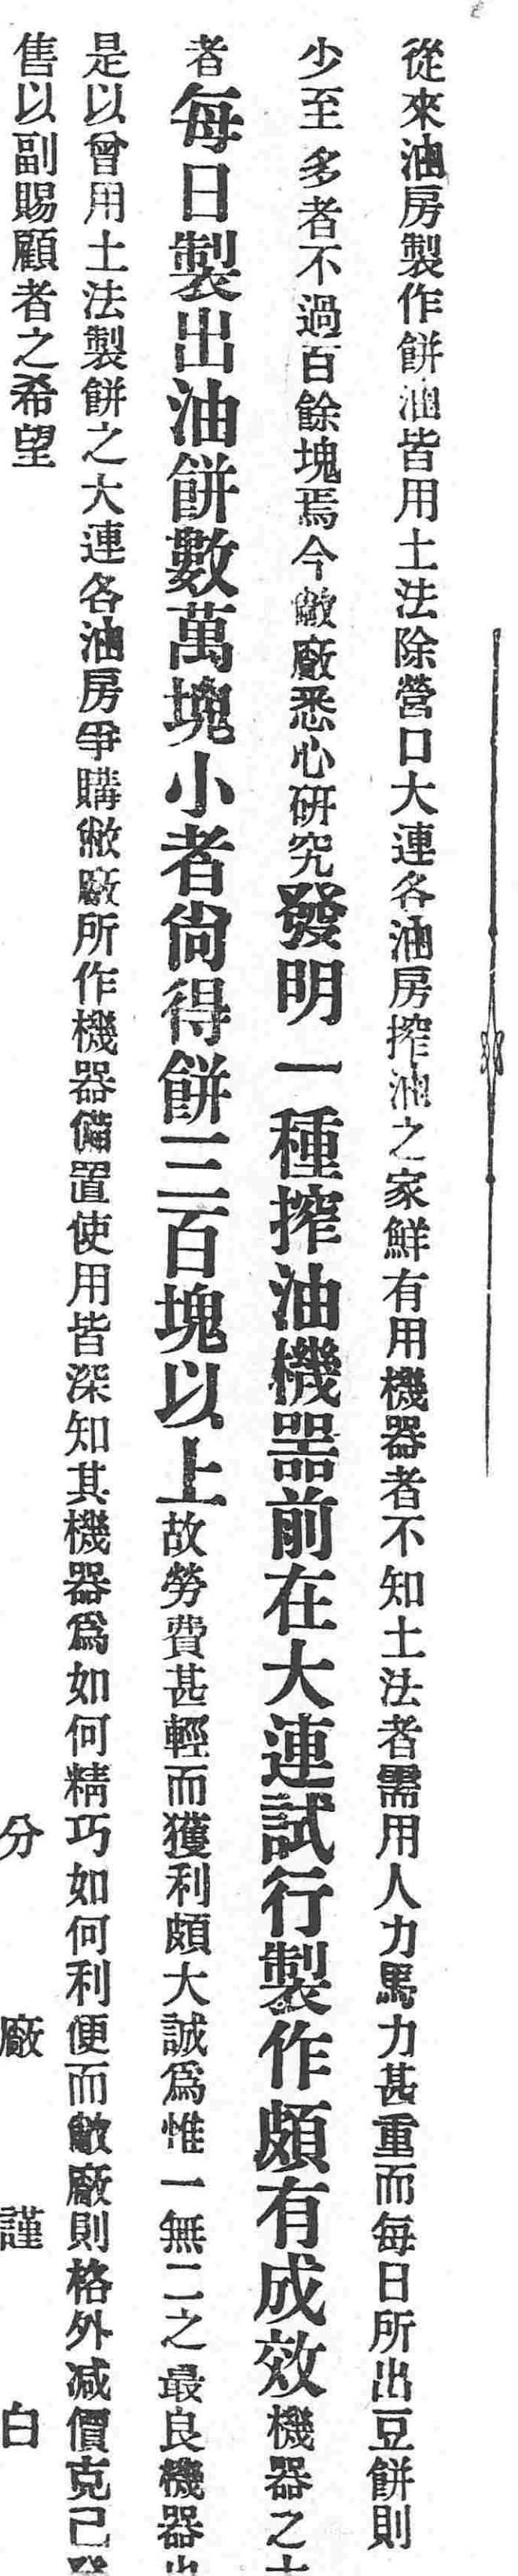 從來油房製作餅油皆用土法除營口大連各油房搾油之家鮮有用機器者不知土法者需用人力馬力甚重而每日所出豆餅則
少至多者不過百餘塊焉今敝廠悉心研究發明一種搾油機器前在大連試行製作頗有成效機器之
者每日製出油餅數萬塊小者尙得餅三百塊以上故勞費甚輕而獲利頗大誠爲惟一無二之最良機器
是以曾用土法製餅之大連各油房爭購敝廠所作機器備置使用皆深知其機器爲如何精巧如何利便而敝廠則格外减價克己
售以副賜顧者之希望
分廠謹白